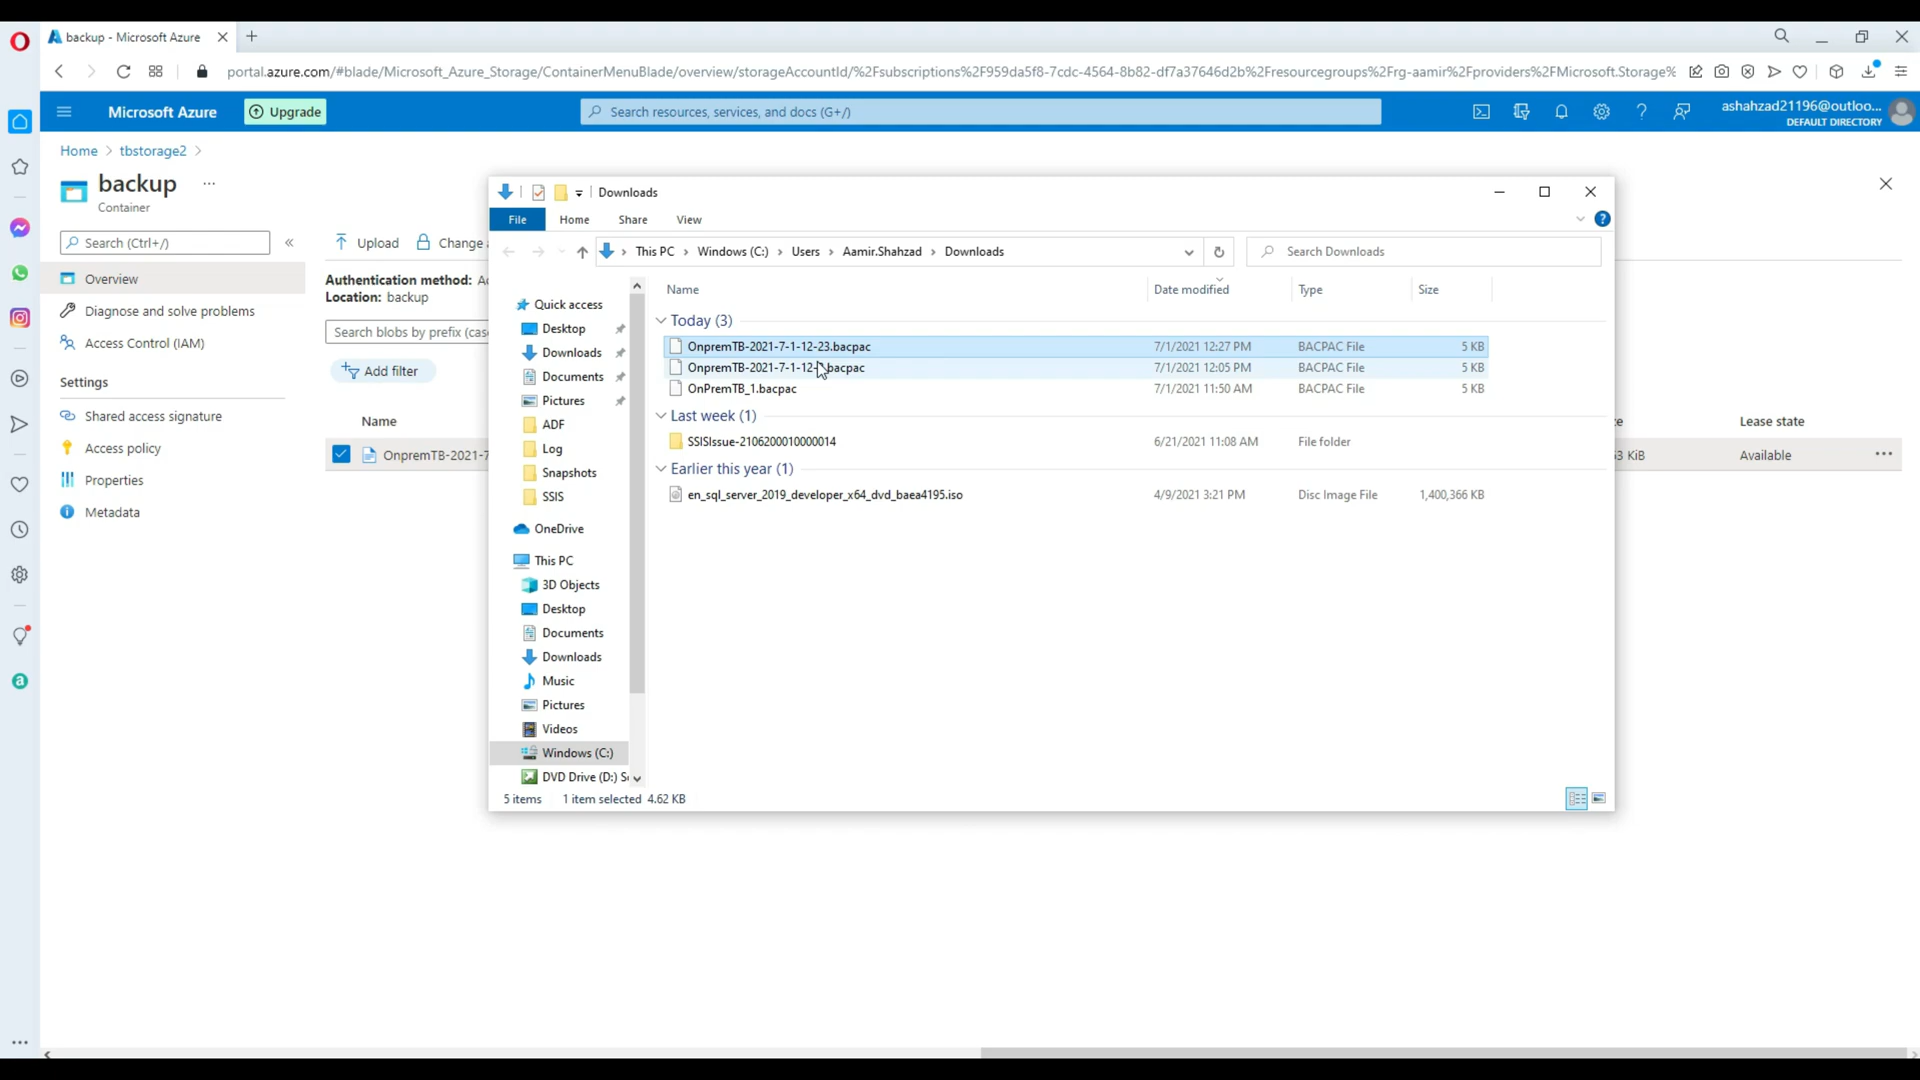 backup - Microsoft Azure
portal.azure.com/#blade/Microsoft_Azure_Storage/ContainerMenuBlade/overview/storageAccountId/%2Fsubscriptions%2F959da5f8-7cdc-4564-8b82-df7a37646d2b%2Fresourcegroups%2Frg-aamir%2Fproviders%2FMicrosoft.Storage%
Microsoft Azure
Upgrade
Search resources, services, and docs (G+/)
ashahzad21196@outloo...
DEFAULT DIRECTORY
Home > tbstorage2 >
backup ...
Container
Search (Ctrl+/)
«
Upload
Change
Overview
Diagnose and solve problems
Access Control (IAM)
Settings
Shared access signature
Access policy
Properties
Metadata
Authentication method:
Location: backup
Search blobs by prefix (cas
Add filter
Name
Lease state
OnpremTB-2021-7
Available
Downloads
File
Home
Share
View
This PC > Windows (C:) > Users > Aamir.Shahzad > Downloads
Search Downloads
Name
Date modified
Type
Size
Today (3)
OnpremTB-2021-7-1-12-23.bacpac 7/1/2021 12:27 PM BACPAC File 5 KB
OnpremTB-2021-7-1-12- bacpac 7/1/2021 12:05 PM BACPAC File 5 KB
OnPremTB_1.bacpac 7/1/2021 11:50 AM BACPAC File 5 KB
Last week (1)
SSISIssue-2106200010000014 6/21/2021 11:08 AM File folder
Earlier this year (1)
en_sql_server_2019_developer_x64_dvd_baea4195.iso 4/9/2021 3:21 PM Disc Image File 1,400,366 KB
Quick access
Desktop
Downloads
Documents
Pictures
ADF
Log
Snapshots
SSIS
OneDrive
This PC
3D Objects
Desktop
Documents
Downloads
Music
Pictures
Videos
Windows (C:)
DVD Drive (D:) S
5 items
1 item selected 4.62 KB